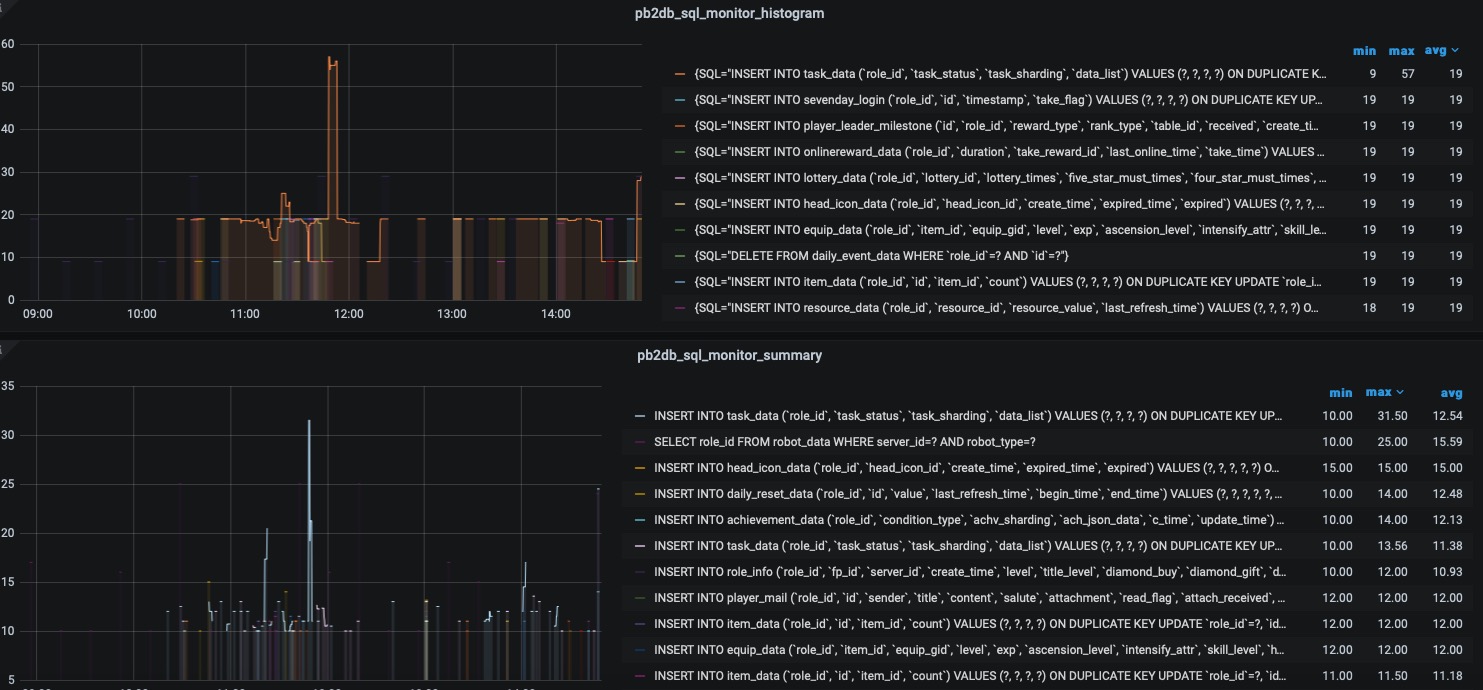 pb2db_sql_monitor_histogram
60
50
40
30
20
10
0
09:00 10:00 11:00 12:00 13:00 14:00
min max avg
{SQL="INSERT INTO task_data (`role_id`, `task_status`, `task_sharding`, `data_list`) VALUES (?, ?, ?, ?) ON DUPLICATE K... 9 57 19
{SQL="INSERT INTO sevenday_login (`role_id`, `id`, `timestamp`, `take_flag`) VALUES (?, ?, ?, ?) ON DUPLICATE KEY UP... 19 19 19
{SQL="INSERT INTO player_leader_milestone (`id`, `role_id`, `reward_type`, `rank_type`, `table_id`, `received`, `create_ti... 19 19 19
{SQL="INSERT INTO onlinereward_data (`role_id`, `duration`, `take_reward_id`, `last_online_time`, `take_time`) VALUES ... 19 19 19
{SQL="INSERT INTO lottery_data (`role_id`, `lottery_id`, `lottery_times`, `five_star_must_times`, `four_star_must_times`, ... 19 19 19
{SQL="INSERT INTO head_icon_data (`role_id`, `head_icon_id`, `create_time`, `expired_time`, `expired`) VALUES (?, ?, ?, ... 19 19 19
{SQL="INSERT INTO equip_data (`role_id`, `item_id`, `equip_gid`, `level`, `exp`, `ascension_level`, `intensify_attr`, `skill_le... 19 19 19
{SQL="DELETE FROM daily_event_data WHERE `role_id`=? AND `id`=?"} 19 19 19
{SQL="INSERT INTO item_data (`role_id`, `id`, `item_id`, `count`) VALUES (?, ?, ?, ?) ON DUPLICATE KEY UPDATE `role_i... 19 19 19
{SQL="INSERT INTO resource_data (`role_id`, `resource_id`, `resource_value`, `last_refresh_time`) VALUES (?, ?, ?, ?) O... 18 19 19
pb2db_sql_monitor_summary
35
30
25
20
15
10
5
min max avg
INSERT INTO task_data (`role_id`, `task_status`, `task_sharding`, `data_list`) VALUES (?, ?, ?, ?) ON DUPLICATE KEY UP... 10.00 31.50 12.54
SELECT role_id FROM robot_data WHERE server_id=? AND robot_type=? 10.00 25.00 15.59
INSERT INTO head_icon_data (`role_id`, `head_icon_id`, `create_time`, `expired_time`, `expired`) VALUES (?, ?, ?, ?, ?) O... 15.00 15.00 15.00
INSERT INTO daily_reset_data (`role_id`, `id`, `value`, `last_refresh_time`, `begin_time`, `end_time`) VALUES (?, ?, ?, ?, ?, ... 10.00 14.00 12.48
INSERT INTO achievement_data (`role_id`, `condition_type`, `achv_sharding`, `ach_json_data`, `c_time`, `update_time`) ... 10.00 14.00 12.13
INSERT INTO task_data (`role_id`, `task_status`, `task_sharding`, `data_list`) VALUES (?, ?, ?, ?) ON DUPLICATE KEY UP... 10.00 13.56 11.38
INSERT INTO role_info (`role_id`, `fp_id`, `server_id`, `create_time`, `level`, `title_level`, `diamond_buy`, `diamond_gift`, `d... 10.00 12.00 10.93
INSERT INTO player_mail (`role_id`, `id`, `sender`, `title`, `content`, `salute`, `attachment`, `read_flag`, `attach_received`, ... 12.00 12.00 12.00
INSERT INTO item_data (`role_id`, `id`, `item_id`, `count`) VALUES (?, ?, ?, ?) ON DUPLICATE KEY UPDATE `role_id`=?, `id... 12.00 12.00 12.00
INSERT INTO equip_data (`role_id`, `item_id`, `equip_gid`, `level`, `exp`, `ascension_level`, `intensify_attr`, `skill_level`, `h... 12.00 12.00 12.00
INSERT INTO item_data (`role_id`, `id`, `item_id`, `count`) VALUES (?, ?, ?, ?) ON DUPLICATE KEY UPDATE `role_id`=?, `id... 11.00 11.50 11.18